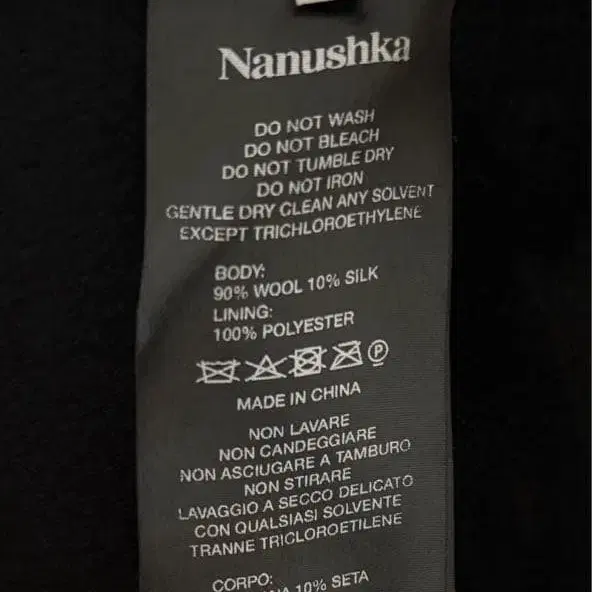 Nanushka
DO NOT WASH
DO NOT BLEACH
DO NOT TUMBLE DRY
DO NOT IRON
GENTLE DRY CLEAN ANY SOLVENT
EXCEPT TRICHLOROETHYLENE
BODY:
90% WOOL 10% SILK
LINING:
100% POLYESTER
P
MADE IN CHINA
NON LAVARE
NON CANDEGGIARE
NON ASCIUGARE A TAMBURO
NON STIRARE
LAVAGGIO A SECCO DELICATO
CON QUALSIASI SOLVENTE
TRANNE TRICLOROETILENE
CORPO:
10% SETA